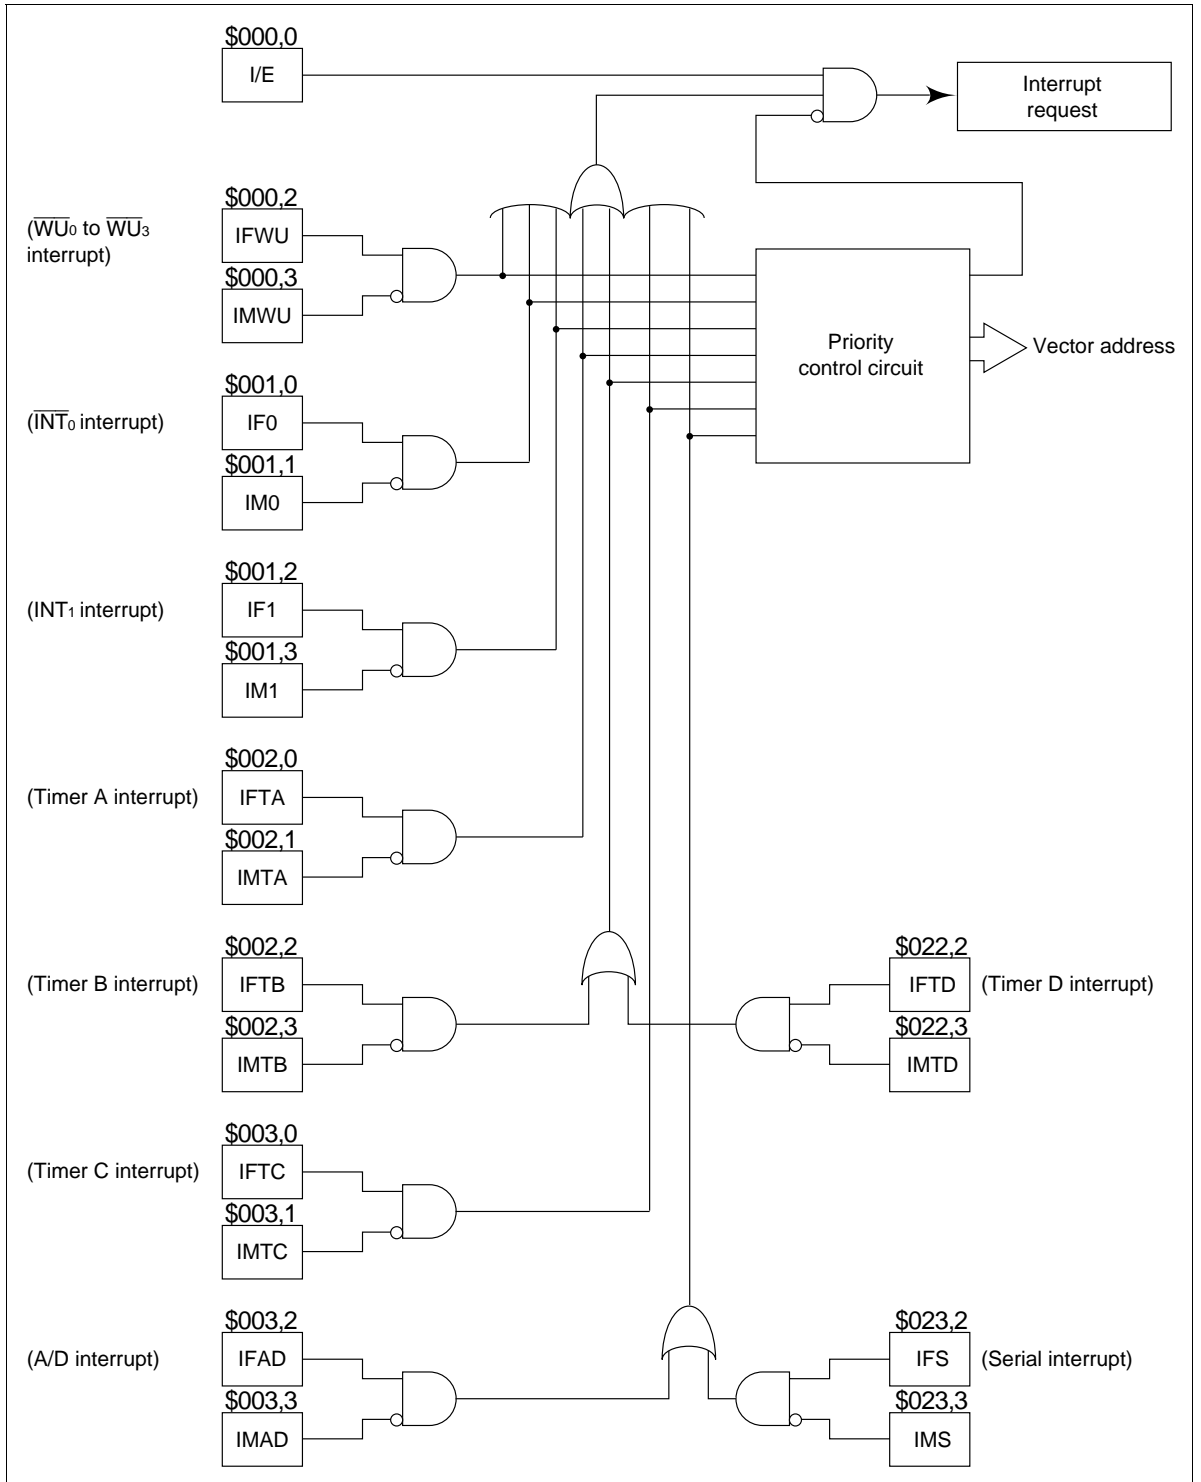 $000,0
I/E
Interrupt
request
$000,2
(W̅U̅₀ to W̅U̅₃
interrupt)
IFWU
$000,3
IMWU
Priority
control circuit
Vector address
$001,0
(I̅N̅T̅₀ interrupt)
IF0
$001,1
IM0
$001,2
(INT₁ interrupt)
IF1
$001,3
IM1
$002,0
(Timer A interrupt)
IFTA
$002,1
IMTA
$002,2
(Timer B interrupt)
IFTB
$002,3
IMTB
$022,2
IFTD
(Timer D interrupt)
$022,3
IMTD
$003,0
(Timer C interrupt)
IFTC
$003,1
IMTC
$003,2
(A/D interrupt)
IFAD
$003,3
IMAD
$023,2
IFS
(Serial interrupt)
$023,3
IMS